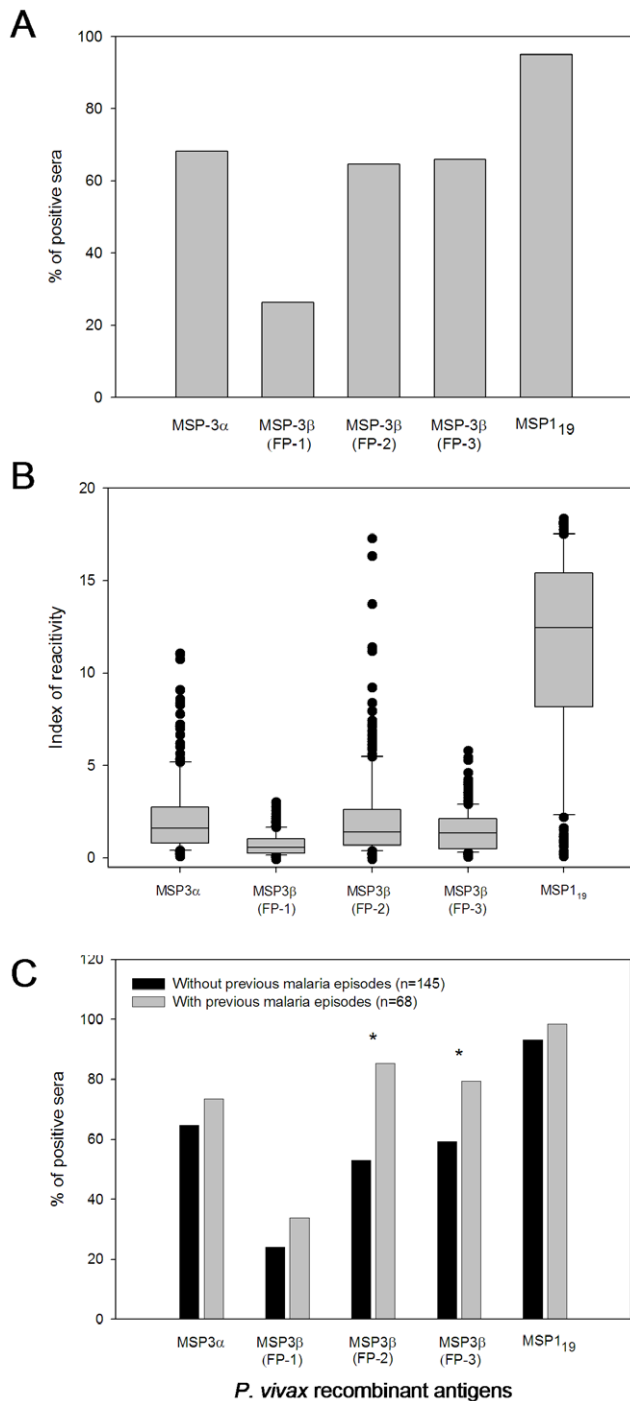 A
100
80
60
40
20
0
% of positive sera
MSP-3α
MSP-3β
(FP-1)
MSP-3β
(FP-2)
MSP-3β
(FP-3)
MSP1₁₉
B
20
15
10
5
0
Index of reacitivity
MSP3α
MSP3β
(FP-1)
MSP3β
(FP-2)
MSP3β
(FP-3)
MSP1₁₉
C
120
100
80
60
40
20
0
% of positive sera
Without previous malaria episodes (n=145)
With previous malaria episodes (n=68)
*
*
MSP3α
MSP3β
(FP-1)
MSP3β
(FP-2)
MSP3β
(FP-3)
MSP1₁₉
P. vivax recombinant antigens